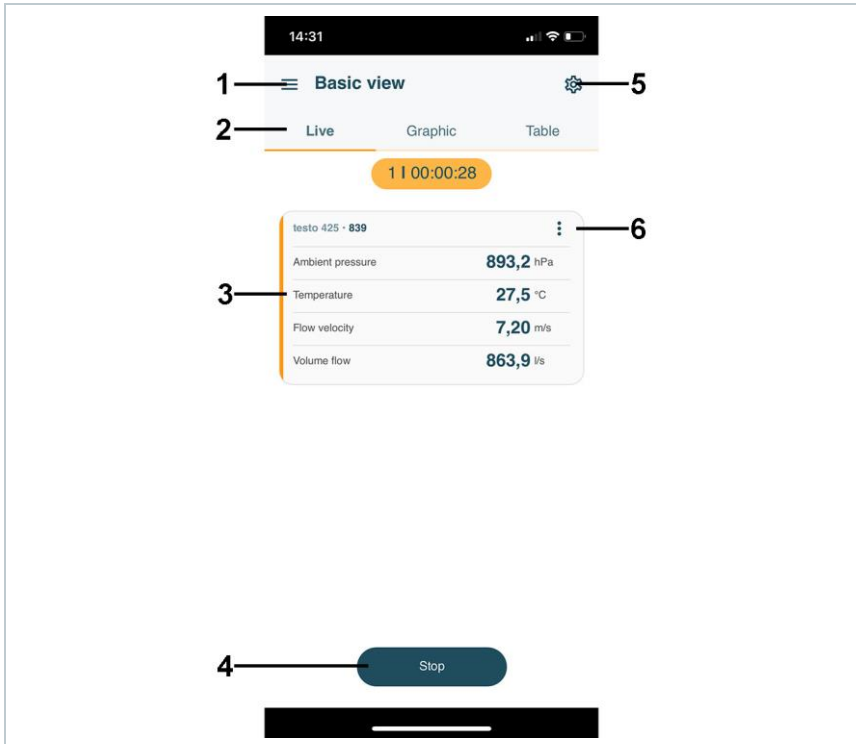 14:31
1 Basic view 5
2 Live Graphic Table
1 I 00:00:28
testo 425 · 839 6
Ambient pressure 893,2 hPa
3 Temperature 27,5 °C
Flow velocity 7,20 m/s
Volume flow 863,9 l/s
4 Stop